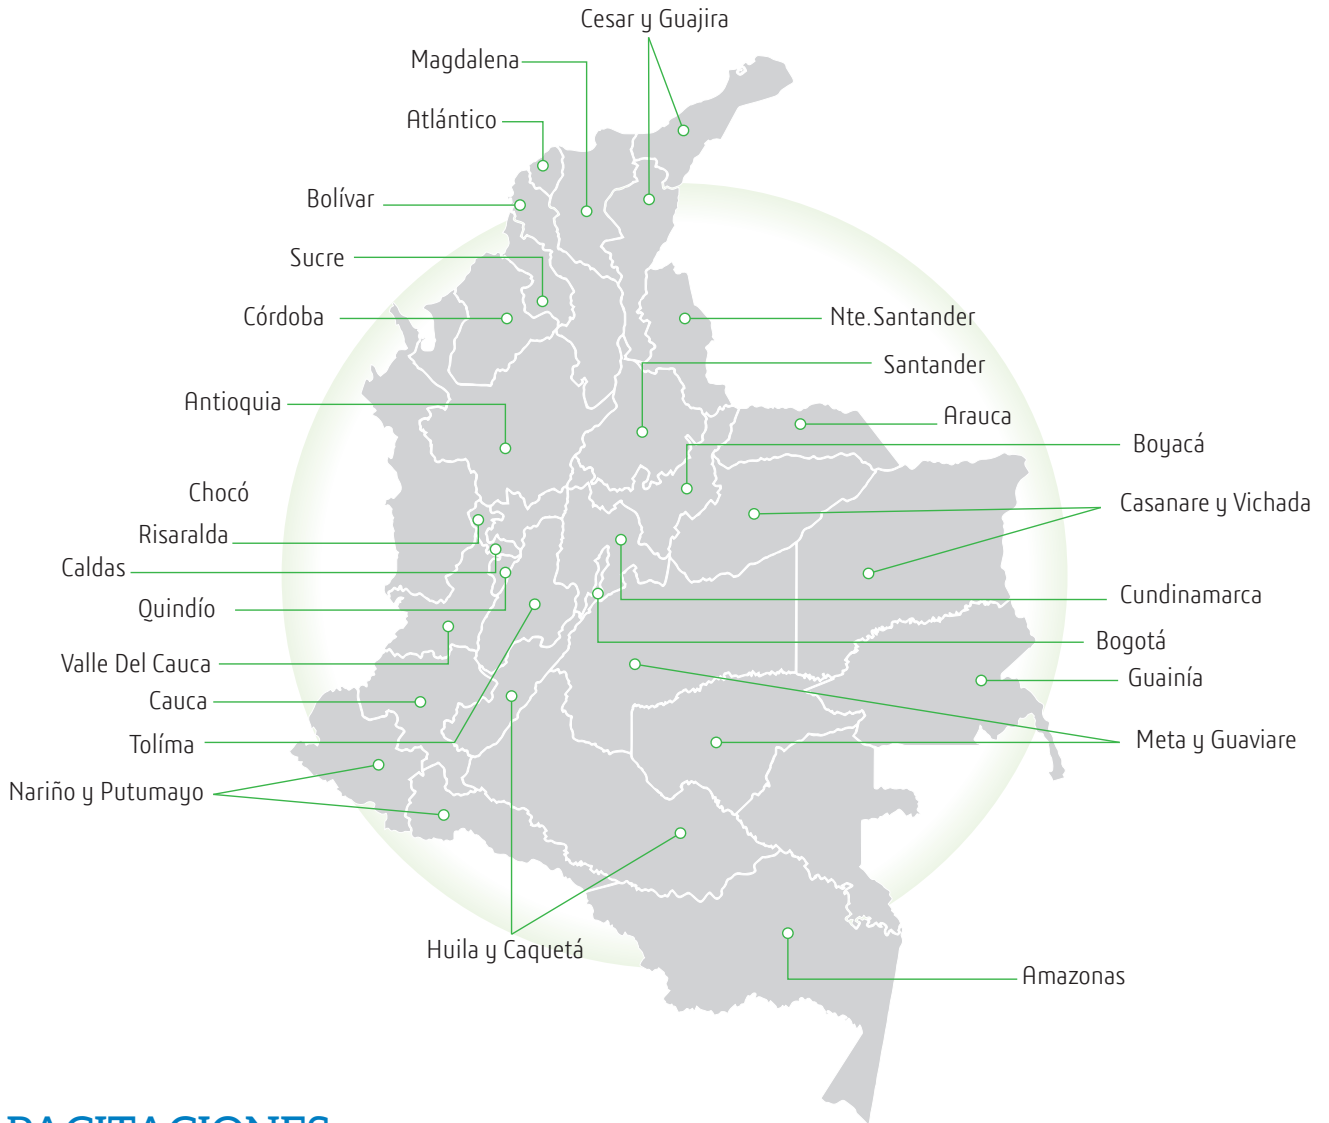 Cesar y Guajira
Magdalena
Atlántico
Bolívar
Sucre
Córdoba
Nte.Santander
Santander
Antioquia
Arauca
Boyacá
Chocó
Casanare y Vichada
Risaralda
Caldas
Cundinamarca
Quindío
Bogotá
Valle Del Cauca
Guainía
Cauca
Tolíma
Meta y Guaviare
Nariño y Putumayo
Huila y Caquetá
Amazonas
PACITACIONES